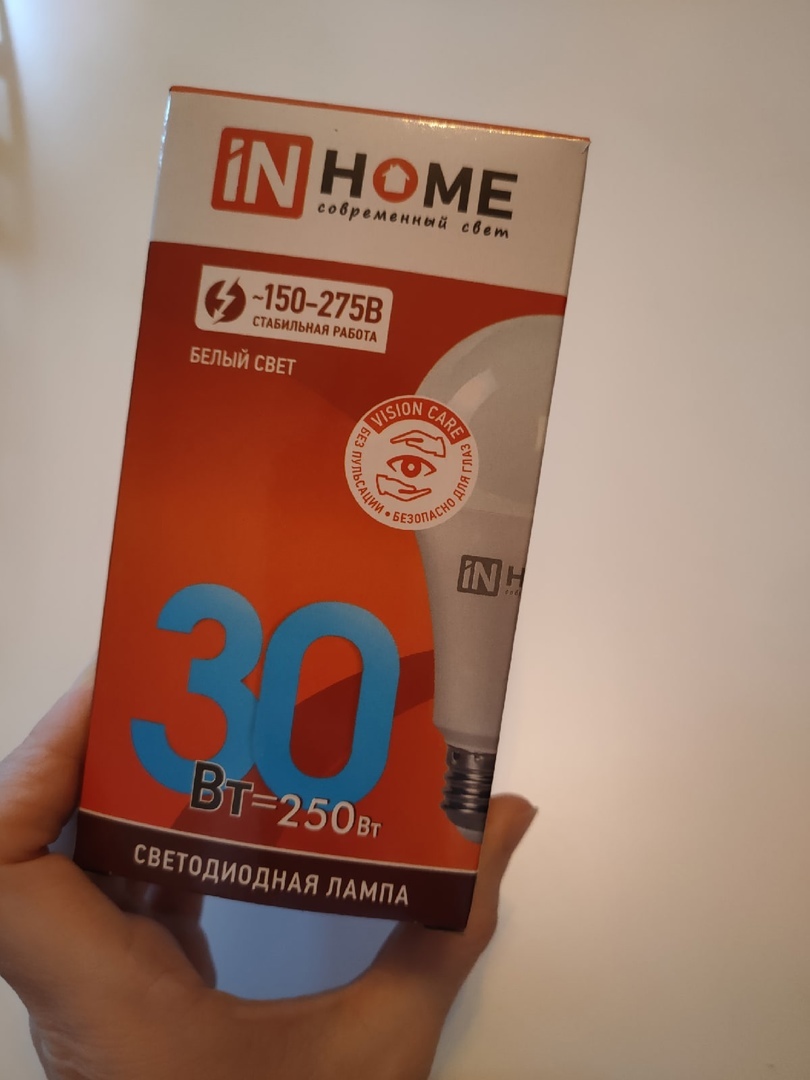 iN HOME
современный свет
~150-275В
СТАБИЛЬНАЯ РАБОТА
БЕЛЫЙ СВЕТ
VISION CARE
БЕЗ ПУЛЬСАЦИИ • БЕЗОПАСНО ДЛЯ ГЛАЗ
iN H
30
Вт=250Вт
СВЕТОДИОДНАЯ ЛАМПА